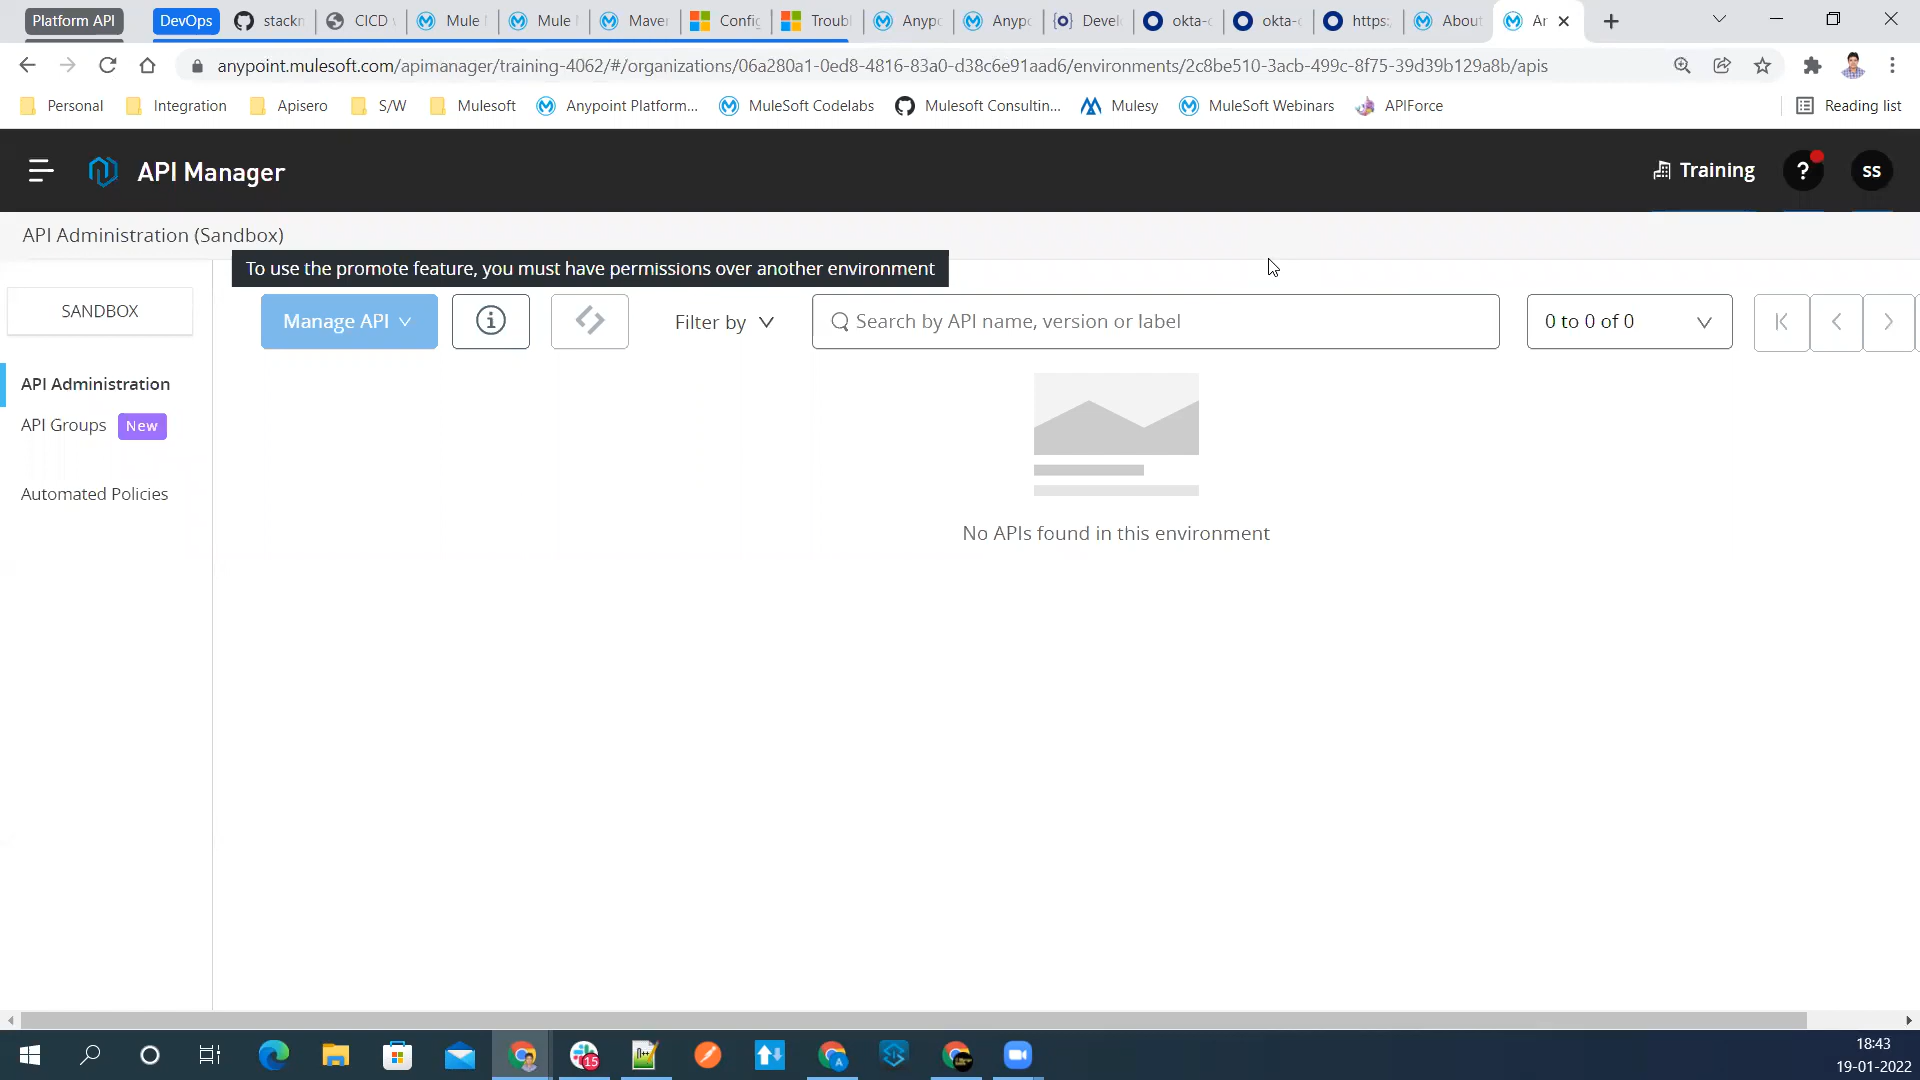 Platform API
DevOps
stackn
CICD
Mule
Mule
Maver
Config
Troubl
Anypo
Anypo
Devel
okta-
okta-
https:
About
An
anypoint.mulesoft.com/apimanager/training-4062/#/organizations/06a280a1-0ed8-4816-83a0-d38c6e91aad6/environments/2c8be510-3acb-499c-8f75-39d39b129a8b/apis
Personal
Integration
Apisero
S/W
Mulesoft
Anypoint Platform...
MuleSoft Codelabs
Mulesoft Consultin...
Mulesy
MuleSoft Webinars
APIForce
Reading list
API Manager
Training
?
SS
API Administration (Sandbox)
To use the promote feature, you must have permissions over another environment
SANDBOX
Manage API
Filter by
Search by API name, version or label
0 to 0 of 0
API Administration
API Groups New
Automated Policies
No APIs found in this environment
15
18:43
19-01-2022